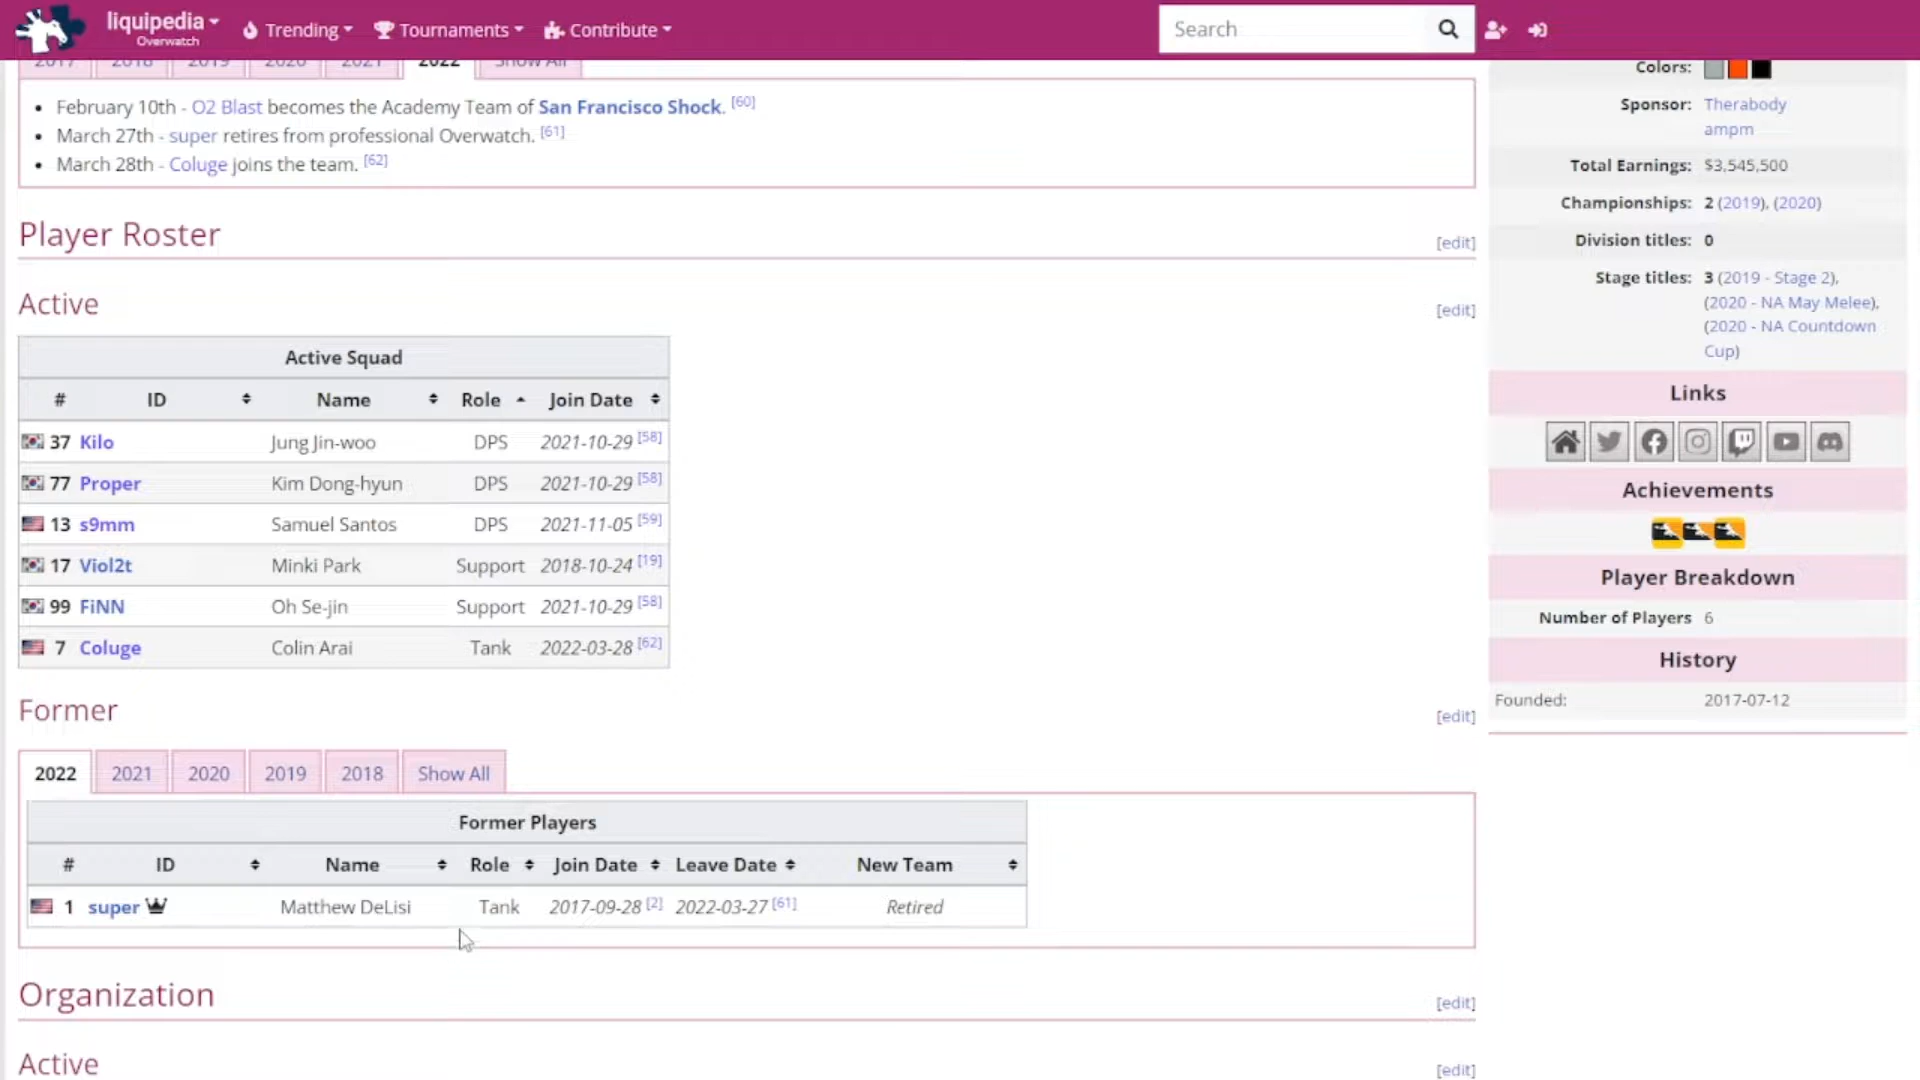 liquipedia
Overwatch
Trending
Tournaments
Contribute
Search
2017 2018 2019 2020 2021 2022 Show All
February 10th - O2 Blast becomes the Academy Team of San Francisco Shock. [60]
March 27th - super retires from professional Overwatch. [61]
March 28th - Coluge joins the team. [62]
Player Roster
[edit]
Active
[edit]
Active Squad
# ID Name Role Join Date
37 Kilo Jung Jin-woo DPS 2021-10-29 [58]
77 Proper Kim Dong-hyun DPS 2021-10-29 [58]
13 s9mm Samuel Santos DPS 2021-11-05 [59]
17 Viol2t Minki Park Support 2018-10-24 [19]
99 FiNN Oh Se-jin Support 2021-10-29 [58]
7 Coluge Colin Arai Tank 2022-03-28 [62]
Former
[edit]
2022 2021 2020 2019 2018 Show All
Former Players
# ID Name Role Join Date Leave Date New Team
1 super Matthew DeLisi Tank 2017-09-28 [2] 2022-03-27 [61] Retired
Organization
[edit]
Active
[edit]
Colors:
Sponsor: Therabody
ampm
Total Earnings: $3,545,500
Championships: 2 (2019), (2020)
Division titles: 0
Stage titles: 3 (2019 - Stage 2),
(2020 - NA May Melee),
(2020 - NA Countdown
Cup)
Links
Achievements
Player Breakdown
Number of Players 6
History
Founded: 2017-07-12